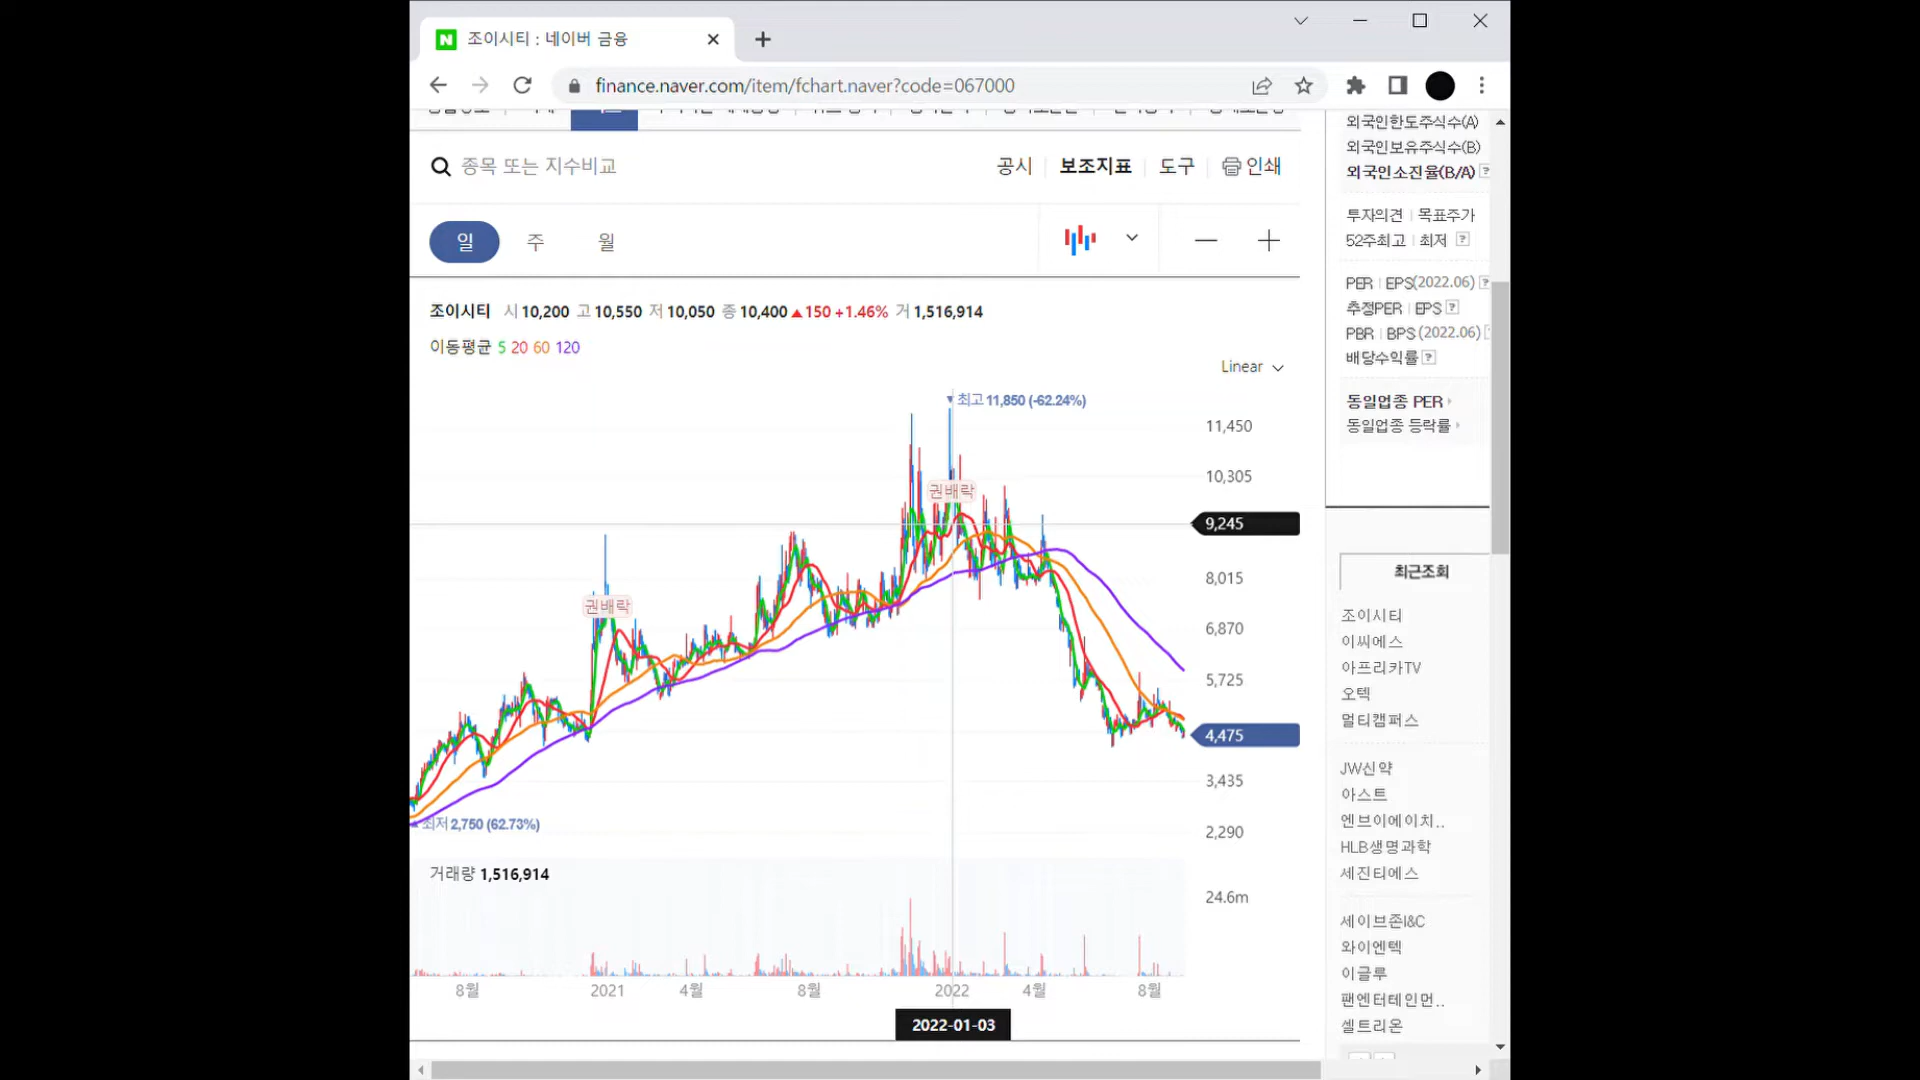 조이시티 : 네이버 금융
finance.naver.com/item/fchart.naver?code=067000
종목 또는 지수비교
공시 보조지표 도구 인쇄
일 주 월
조이시티 시 10,200 고 10,550 저 10,050 종 10,400 ▲150 +1.46% 거 1,516,914
이동평균 5 20 60 120
Linear
최고 11,850 (-62.24%)
11,450
10,305
권배락
9,245
8,015
권배락
6,870
5,725
4,475
3,435
최저 2,750 (62.73%)
2,290
거래량 1,516,914
24.6m
8월 2021 4월 8월 2022 4월 8월
2022-01-03
외국인한도주식수(A)
외국인보유주식수(B)
외국인소진율(B/A) ?
투자의견 | 목표주가
52주최고 | 최저 ?
PER | EPS(2022.06) ?
추정PER | EPS ?
PBR | BPS (2022.06)
배당수익률 ?
동일업종 PER
동일업종 등락률
최근조회
조이시티
이씨에스
아프리카TV
오텍
멀티캠퍼스
JW신약
아스트
엔브이에이치..
HLB생명과학
세진티에스
세이브존I&C
와이엔텍
이글루
팬엔터테인먼..
셀트리온